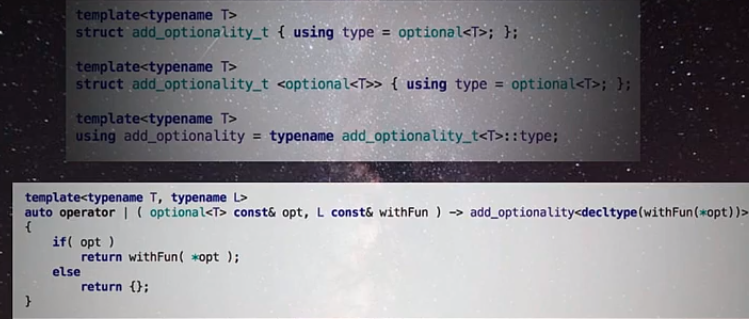 template<typename T>
struct add_optionality_t { using type = optional<T>; };
template<typename T>
struct add_optionality_t <optional<T>> { using type = optional<T>; };
template<typename T>
using add_optionality = typename add_optionality_t<T>::type;
template<typename T, typename L>
auto operator | ( optional<T> const& opt, L const& withFun ) -> add_optionality<decltype(withFun(*opt))>
{
if( opt )
return withFun( *opt );
else
return {};
}